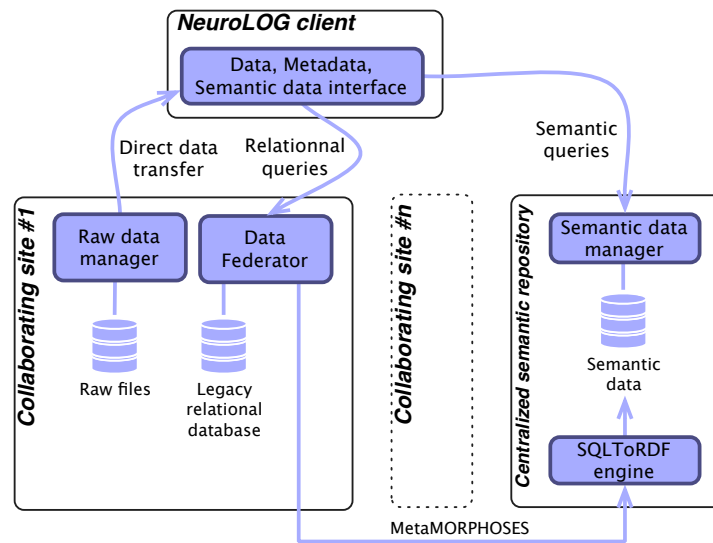 NeuroLOG client
Data, Metadata,
Semantic data interface
Direct data
transfer
Relationnal
queries
Semantic
queries
Collaborating site #1
Raw data
manager
Data
Federator
Raw files
Legacy
relational
database
Collaborating site #n
Centralized semantic repository
Semantic data
manager
Semantic
data
SQLToRDF
engine
MetaMORPHOSES